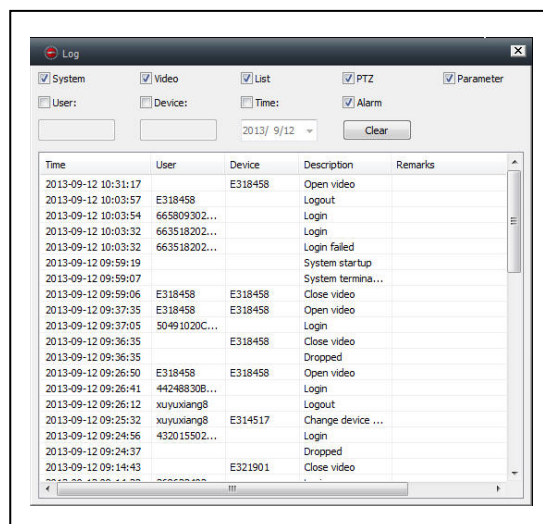 Log
System Video List PTZ Parameter
User: Device: Time: Alarm
2013/ 9/12 Clear
Time User Device Description Remarks
2013-09-12 10:31:17 E318458 Open video
2013-09-12 10:03:57 E318458 Logout
2013-09-12 10:03:54 665809302... Login
2013-09-12 10:03:32 663518202... Login
2013-09-12 10:03:32 663518202... Login failed
2013-09-12 09:59:19 System startup
2013-09-12 09:59:07 System termina...
2013-09-12 09:59:06 E318458 E318458 Close video
2013-09-12 09:37:35 E318458 E318458 Open video
2013-09-12 09:37:05 50491020C... Login
2013-09-12 09:36:35 E318458 Close video
2013-09-12 09:36:35 Dropped
2013-09-12 09:26:50 E318458 E318458 Open video
2013-09-12 09:26:41 44248830B... Login
2013-09-12 09:26:12 xuyuxiang8 Logout
2013-09-12 09:25:32 xuyuxiang8 E314517 Change device ...
2013-09-12 09:24:56 432015502... Login
2013-09-12 09:24:37 Dropped
2013-09-12 09:14:43 E321901 Close video